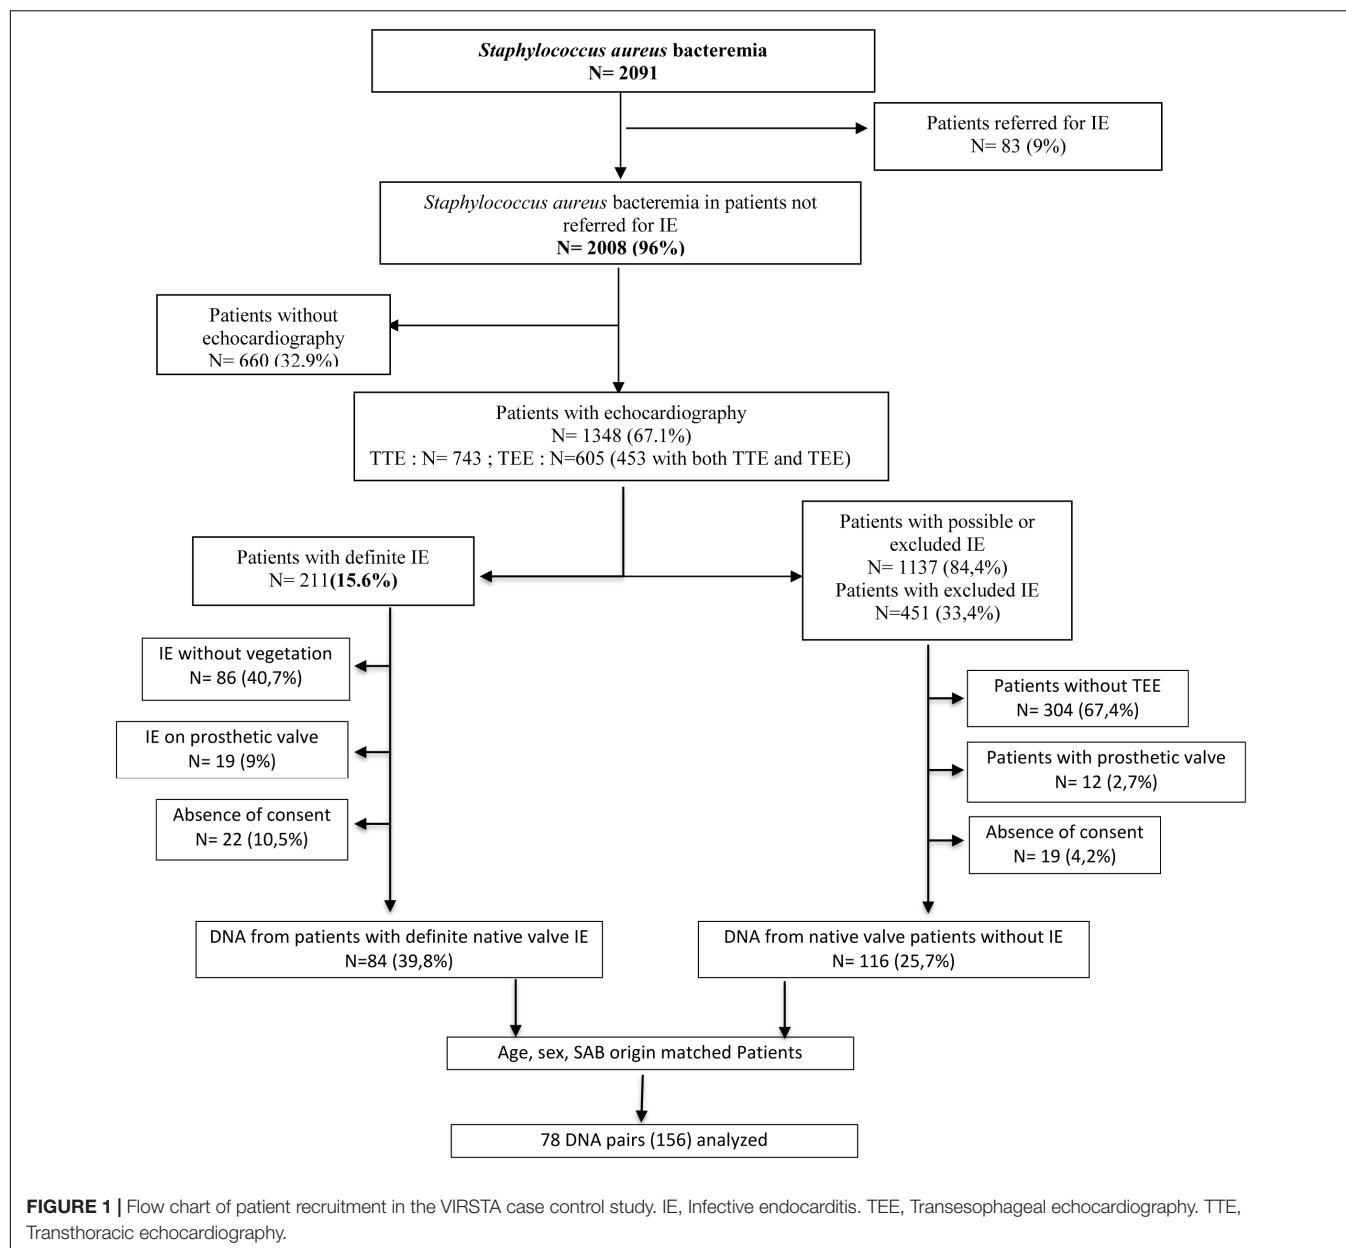 Staphylococcus aureus bacteremia
N= 2091
Patients referred for IE
N= 83 (9%)
Staphylococcus aureus bacteremia in patients not
referred for IE
N= 2008 (96%)
Patients without
echocardiography
N= 660 (32,9%)
Patients with echocardiography
N= 1348 (67.1%)
TTE : N= 743 ; TEE : N=605 (453 with both TTE and TEE)
Patients with definite IE
N= 211(15.6%)
Patients with possible or
excluded IE
N= 1137 (84,4%)
Patients with excluded IE
N=451 (33,4%)
IE without vegetation
N= 86 (40,7%)
IE on prosthetic valve
N= 19 (9%)
Absence of consent
N= 22 (10,5%)
Patients without TEE
N= 304 (67,4%)
Patients with prosthetic valve
N= 12 (2,7%)
Absence of consent
N= 19 (4,2%)
DNA from patients with definite native valve IE
N=84 (39,8%)
DNA from native valve patients without IE
N= 116 (25,7%)
Age, sex, SAB origin matched Patients
78 DNA pairs (156) analyzed
FIGURE 1 | Flow chart of patient recruitment in the VIRSTA case control study. IE, Infective endocarditis. TEE, Transesophageal echocardiography. TTE,
Transthoracic echocardiography.